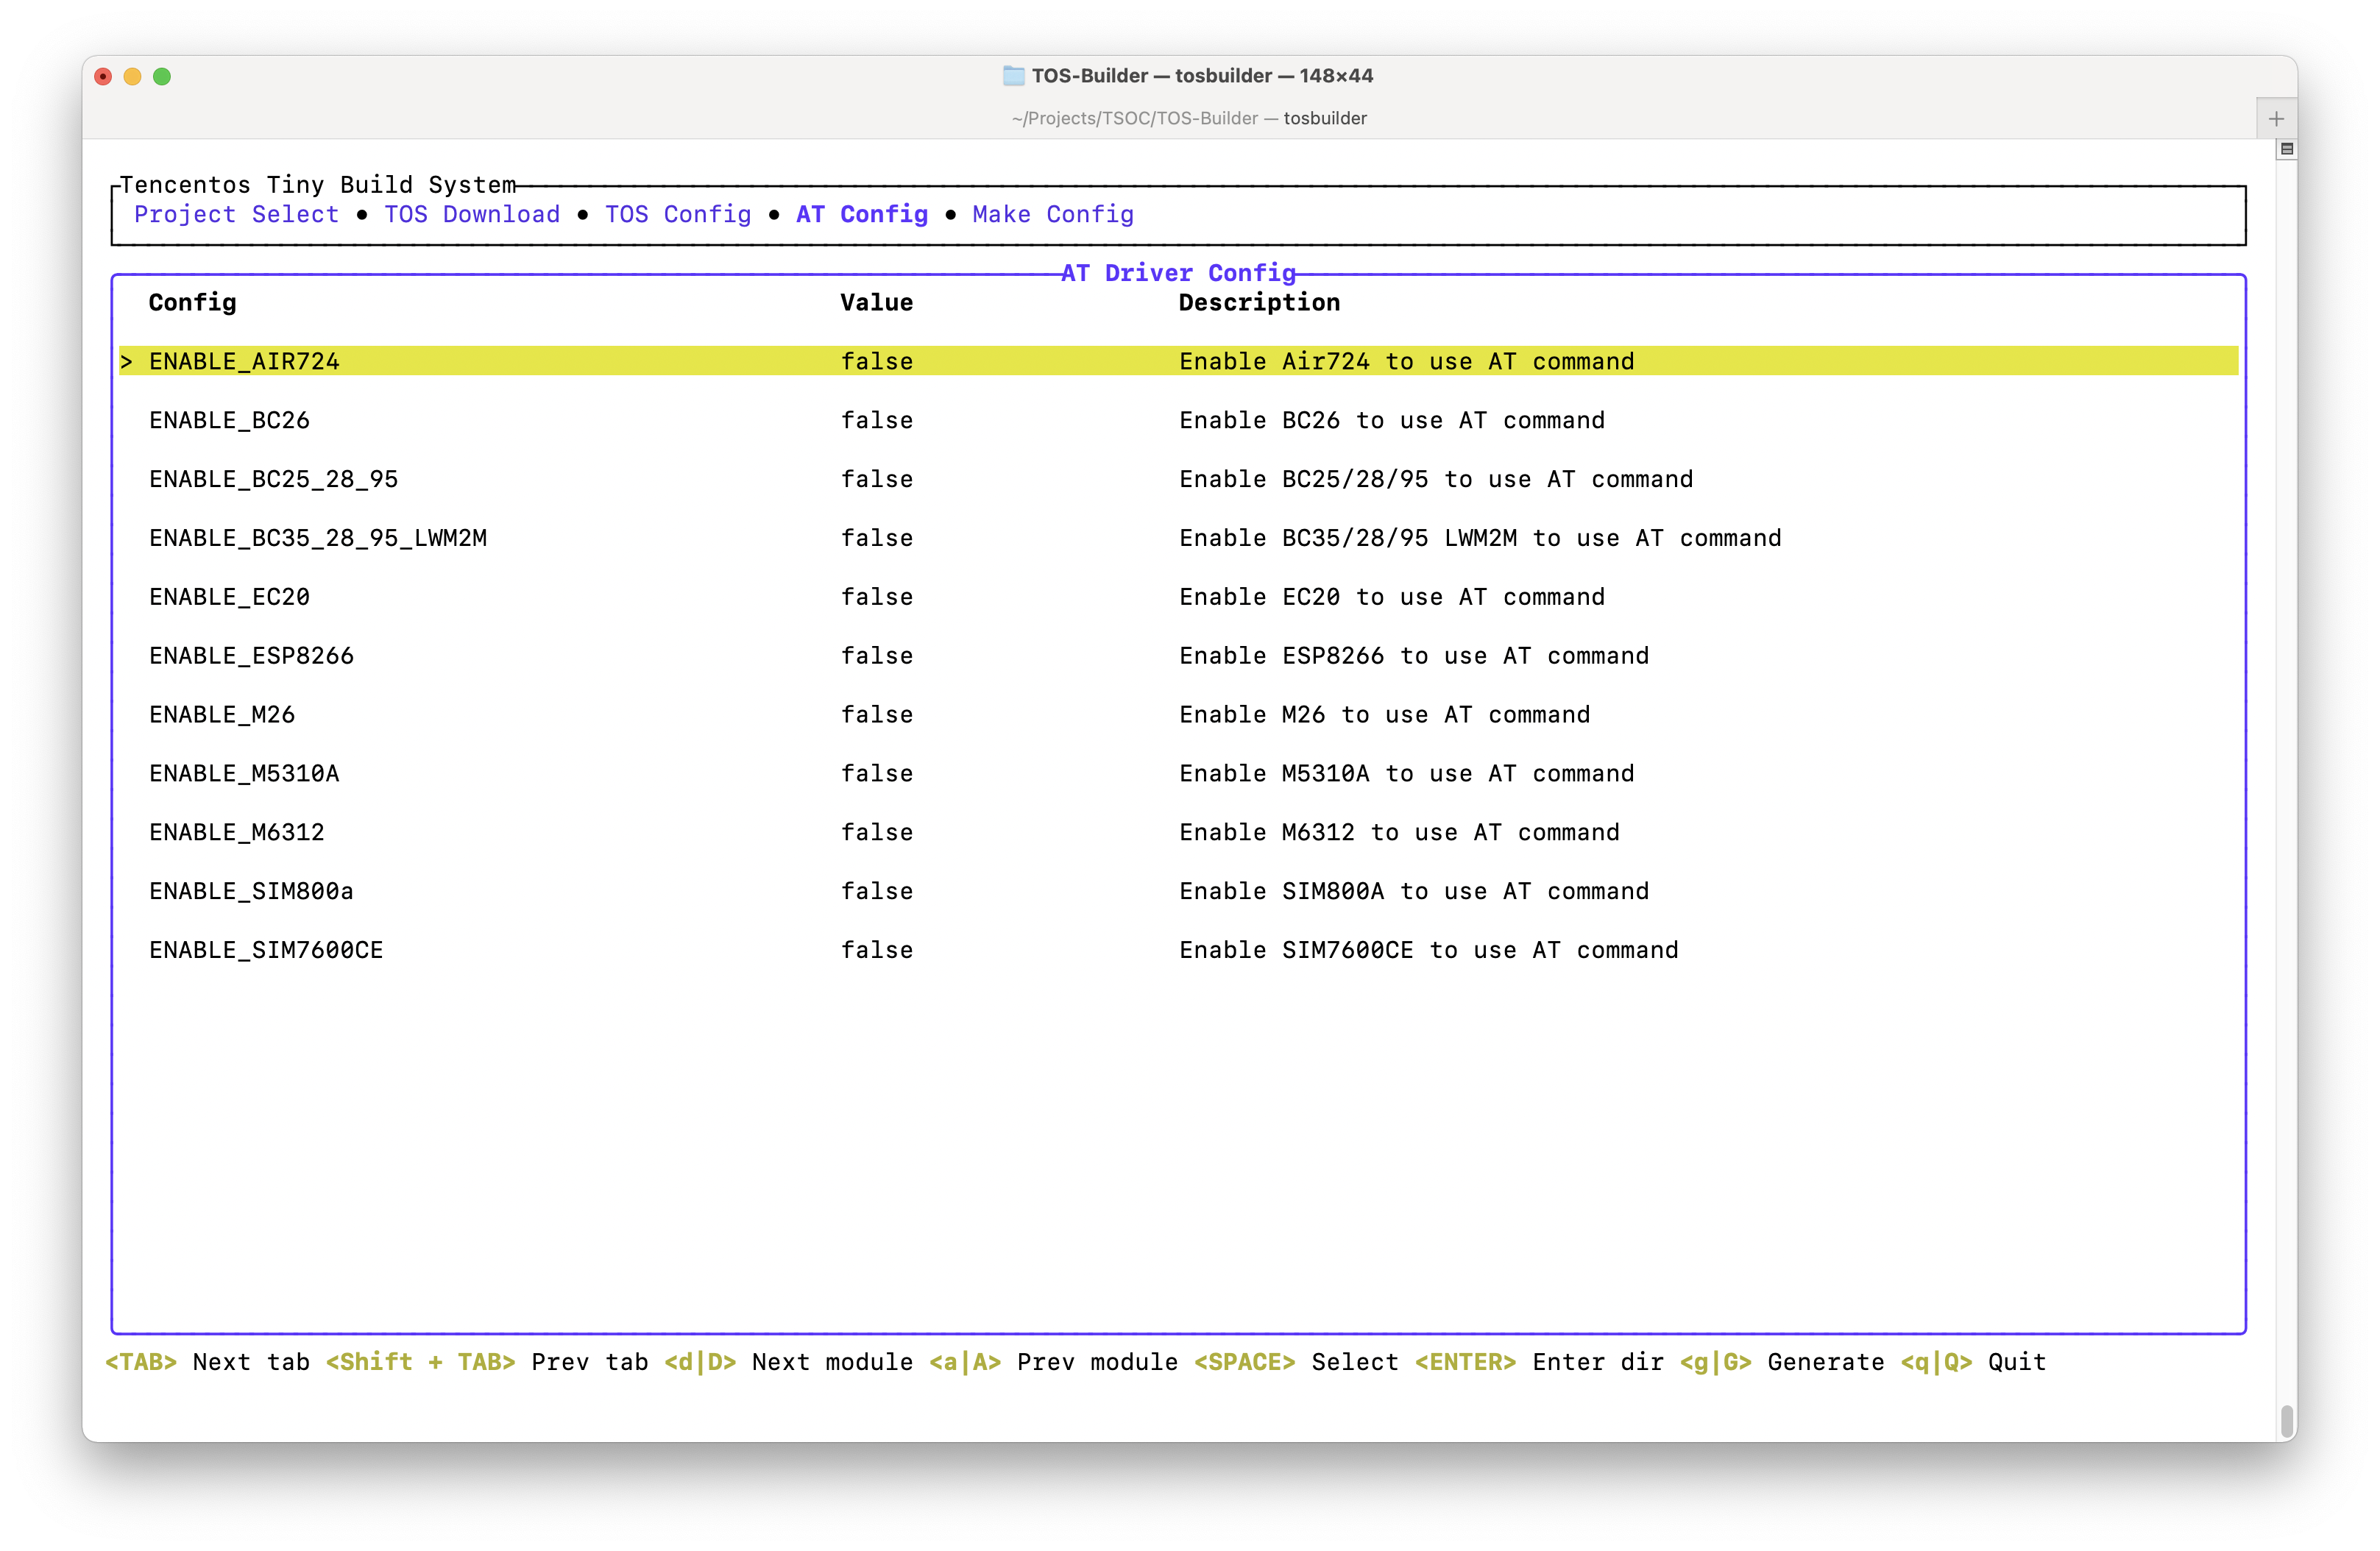 TOS-Builder — tosbuilder — 148×44
~/Projects/TSOC/TOS-Builder — tosbuilder
Tencentos Tiny Build System
Project Select • TOS Download • TOS Config • AT Config • Make Config
AT Driver Config
Config Value Description
> ENABLE_AIR724 false Enable Air724 to use AT command
ENABLE_BC26 false Enable BC26 to use AT command
ENABLE_BC25_28_95 false Enable BC25/28/95 to use AT command
ENABLE_BC35_28_95_LWM2M false Enable BC35/28/95 LWM2M to use AT command
ENABLE_EC20 false Enable EC20 to use AT command
ENABLE_ESP8266 false Enable ESP8266 to use AT command
ENABLE_M26 false Enable M26 to use AT command
ENABLE_M5310A false Enable M5310A to use AT command
ENABLE_M6312 false Enable M6312 to use AT command
ENABLE_SIM800a false Enable SIM800A to use AT command
ENABLE_SIM7600CE false Enable SIM7600CE to use AT command
<TAB> Next tab <Shift + TAB> Prev tab <d|D> Next module <a|A> Prev module <SPACE> Select <ENTER> Enter dir <g|G> Generate <q|Q> Quit